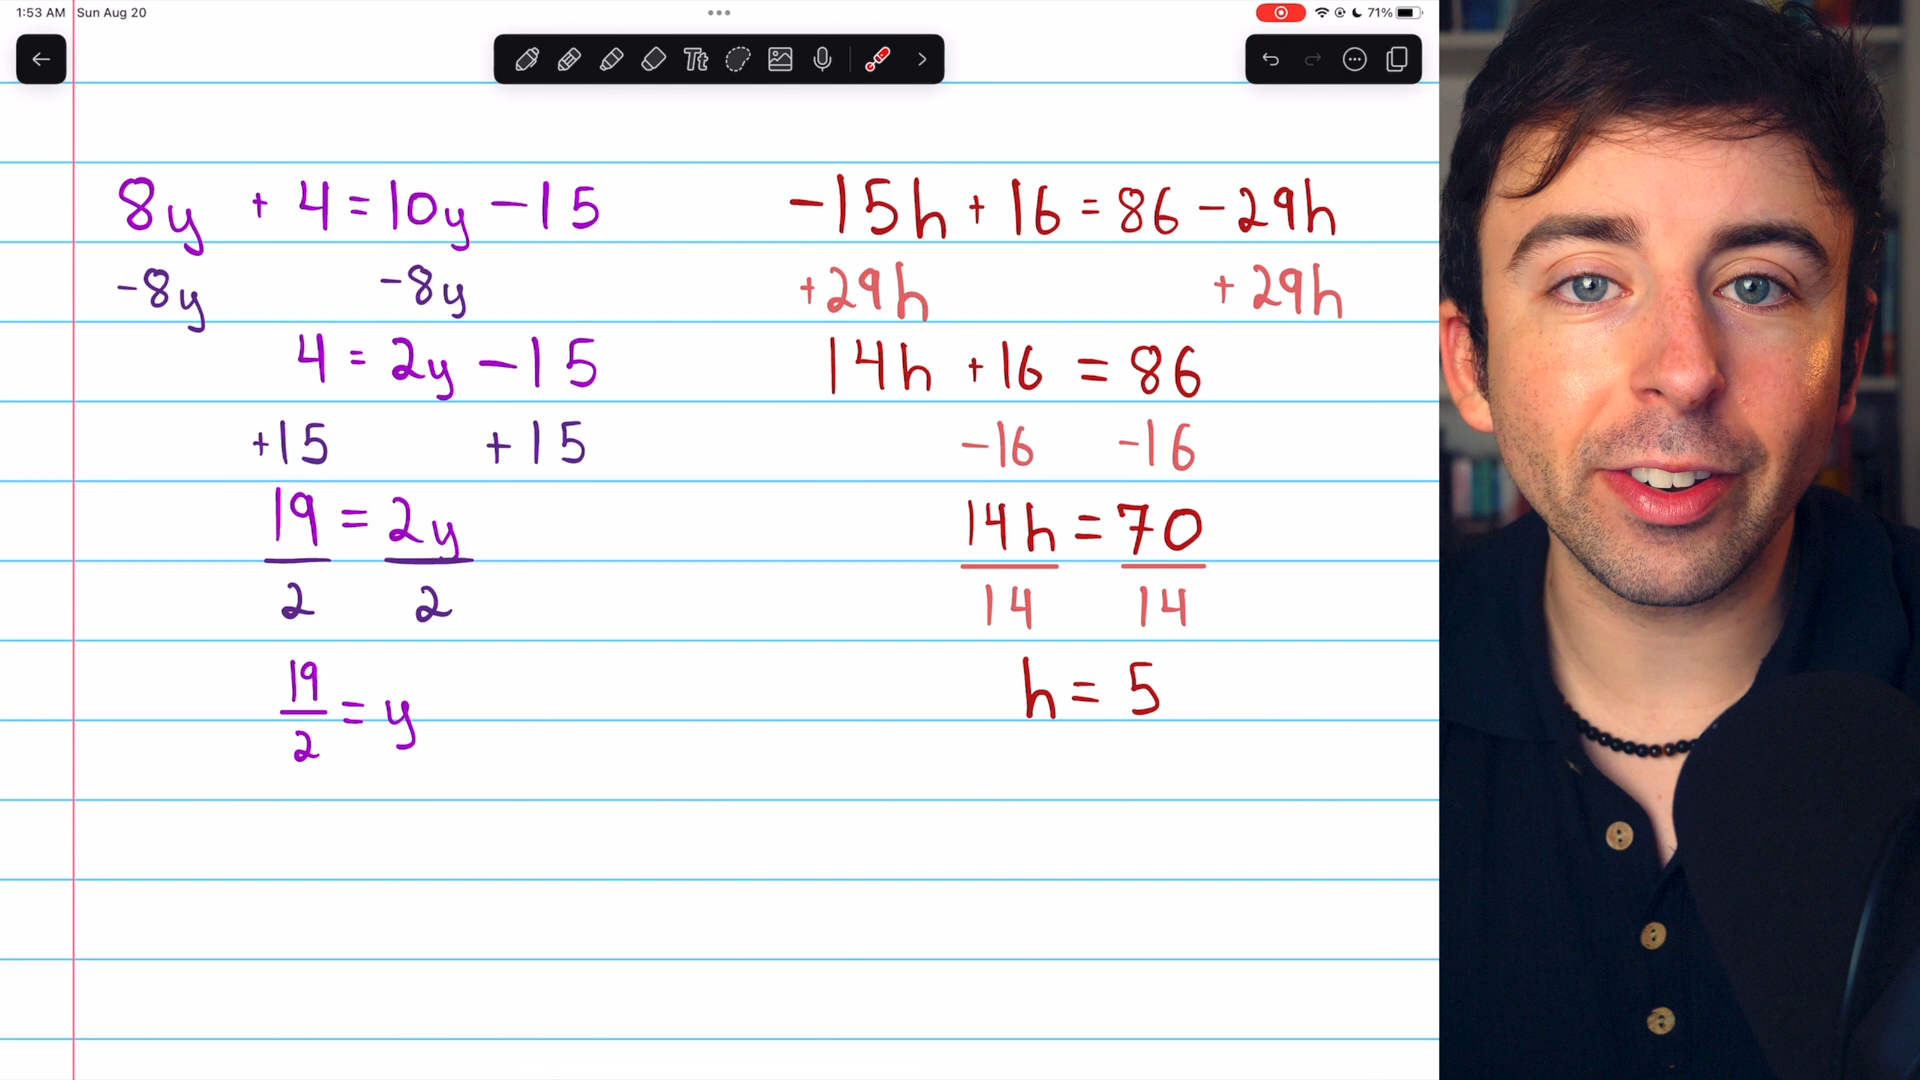 1:53 AM Sun Aug 20
71%
Tt
8y + 4 = 10y - 15
-8y -8y
4 = 2y - 15
+15 +15
19 = 2y
2 2
19
2 = y
-15h + 16 = 86 - 29h
+29h + 29h
14h + 16 = 86
-16 -16
14h = 70
14 14
h = 5